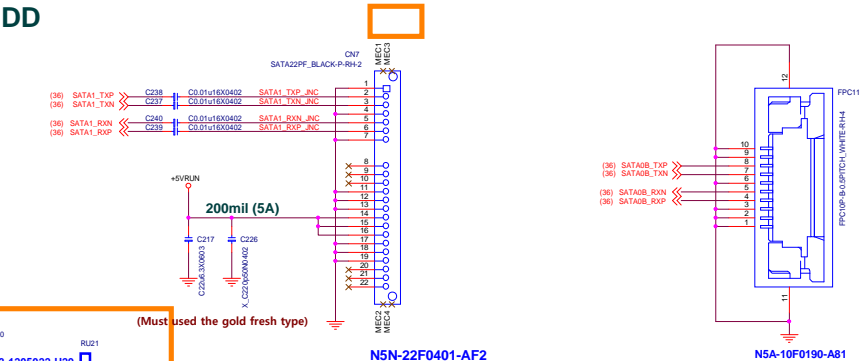 DD
CN7
SATA22PF_BLACK-P-RH-2
MEC1
MEC3
(36) SATA1_TXP C238 C0.01u16X0402 SATA1_TXP_JNC
(36) SATA1_TXN C237 C0.01u16X0402 SATA1_TXN_JNC
(36) SATA1_RXN C240 C0.01u16X0402 SATA1_RXN_JNC
(36) SATA1_RXP C239 C0.01u16X0402 SATA1_RXP_JNC
1
2
3
4
5
6
7
8
9
10
11
12
13
14
15
16
17
18
19
20
21
22
+5VRUN
200mil (5A)
C217
C22u6.3X0603
C226
X_C220p50N0402
(Must used the gold fresh type)
MEC2
MEC4
N5N-22F0401-AF2
RU21
12
FPC11
10
9
8
7
6
5
4
3
2
1
(36) SATA0B_TXP
(36) SATA0B_TXN
(36) SATA0B_RXN
(36) SATA0B_RXP
FPC10P-B-0.5PITCH_WHITE-RH-4
11
N5A-10F0190-A81